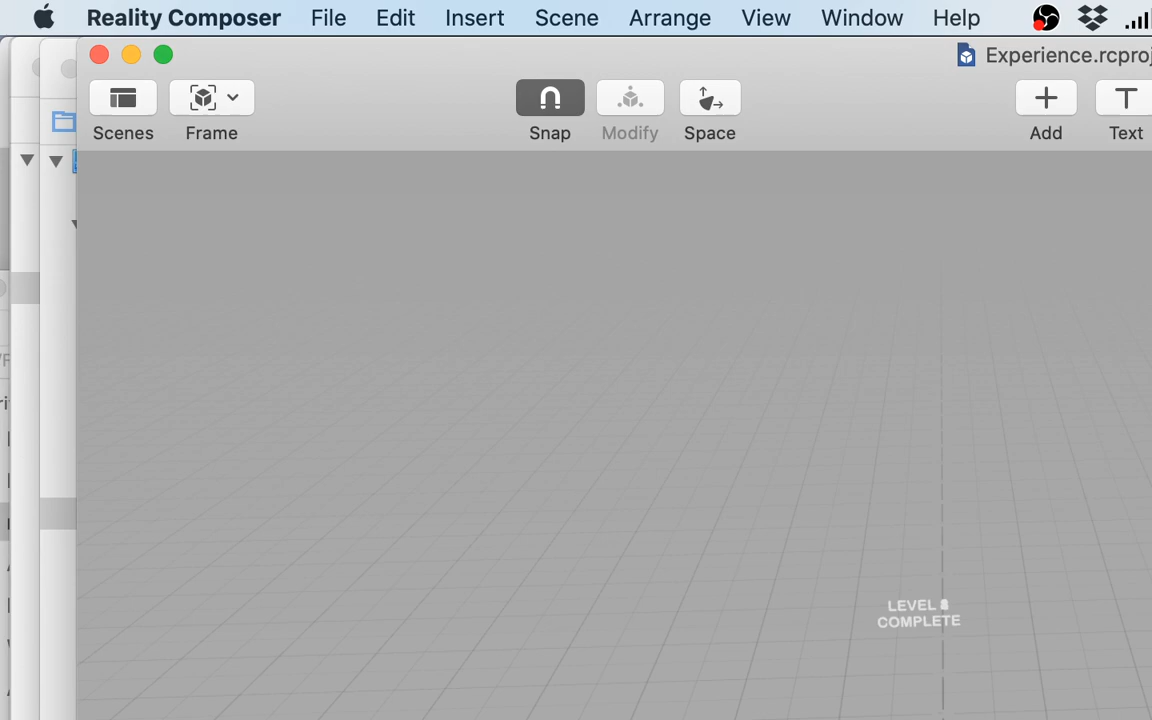 Reality Composer File Edit Insert Scene Arrange View Window Help
Experience.rcproj
Scenes Frame Snap Modify Space Add Text
LEVEL 8
COMPLETE